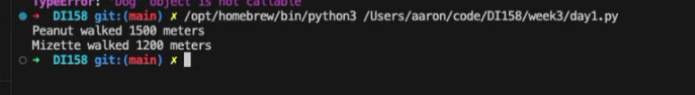 TypeError: 'Dog' object is not callable
➜ DI158 git:(main) ✗ /opt/homebrew/bin/python3 /Users/aaron/code/DI158/week3/day1.py
Peanut walked 1500 meters
Mizette walked 1200 meters
➜ DI158 git:(main) ✗